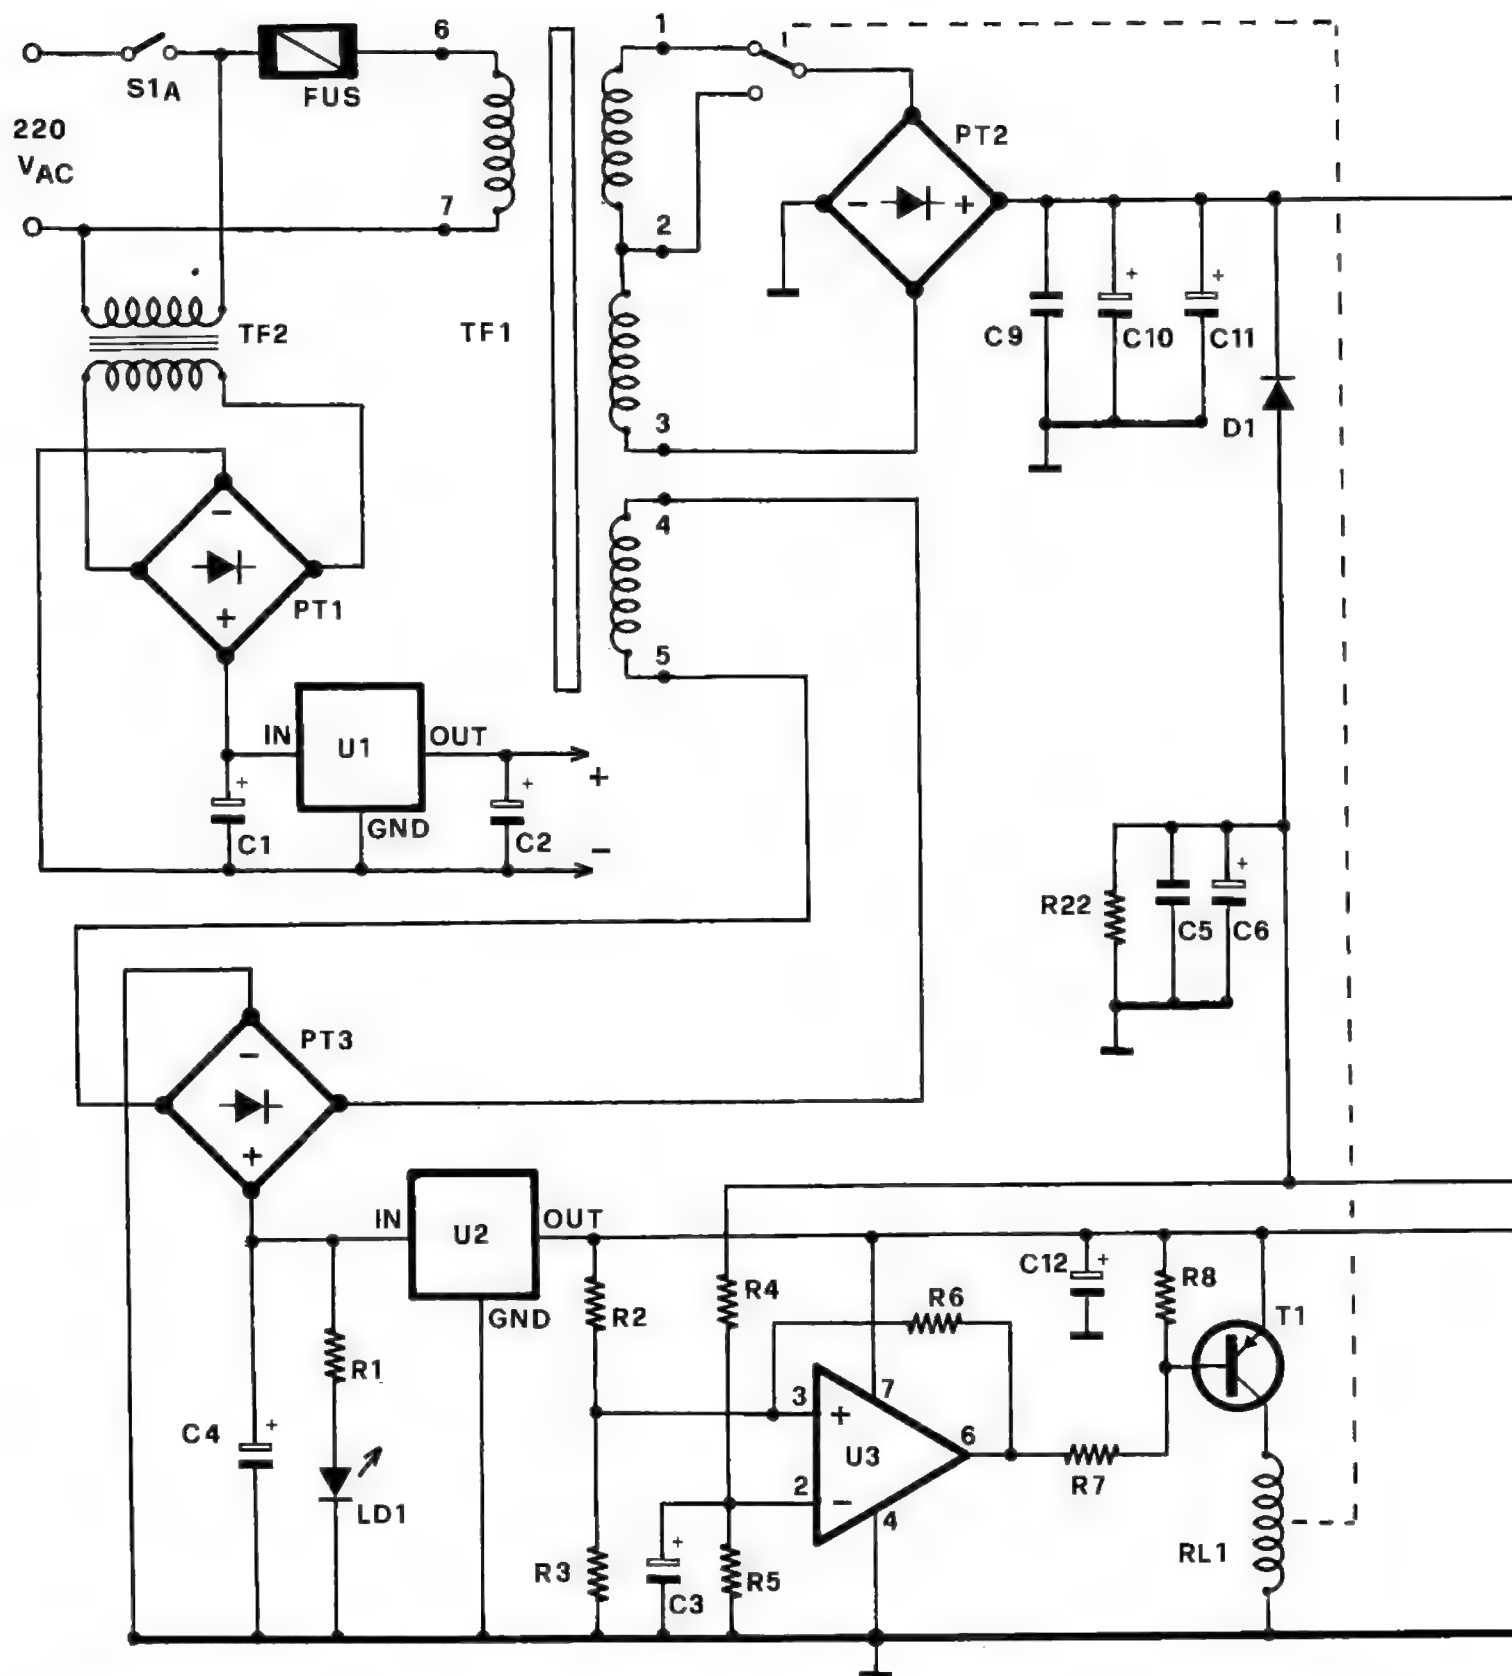 1
1
6
S1A
FUS
PT2
220
VAC
- +
7
2
TF2
TF1
C9
+
C10
+
C11
3
D1
4
-
+
PT1
5
IN
U1
OUT
+
+
+
C1
GND
C2
-
+
R22
C5
C6
PT3
-
+
IN
U2
OUT
C12
+
R8
GND
R2
R4
R6
T1
R1
3
+
7
C4
+
U3
6
R7
2
-
LD1
4
+
R3
C3
R5
RL1